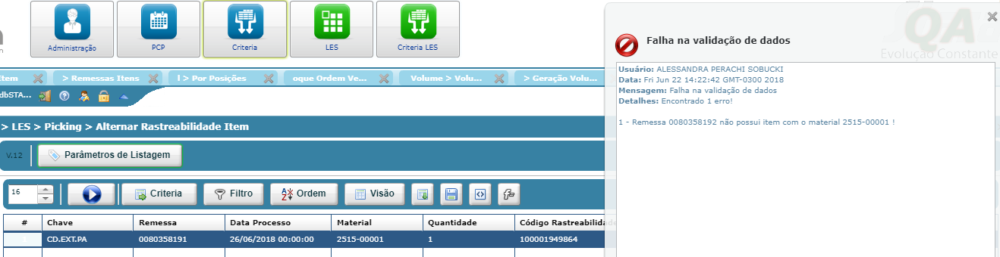 Administração
PCP
Criteria
LES
Criteria LES
QA
Evolução Constante
Item
> Remessas Itens
l > Por Posições
oque Ordem Ve...
Volume > Volu...
> Geração Volu...
dbSTA...
> LES > Picking > Alternar Rastreabilidade Item
v.12
Parâmetros de Listagem
16
Criteria
Filtro
Ordem
Visão
# Chave Remessa Data Processo Material Quantidade Código Rastreabilidade
1 CD.EXT.PA 0080358191 26/06/2018 00:00:00 2515-00001 1 100001949864
Falha na validação de dados
Usuário: ALESSANDRA PERACHI SOBUCKI
Data: Fri Jun 22 14:22:42 GMT-0300 2018
Mensagem: Falha na validação de dados
Detalhes: Encontrado 1 erro!
1 - Remessa 0080358192 não possui item com o material 2515-00001 !